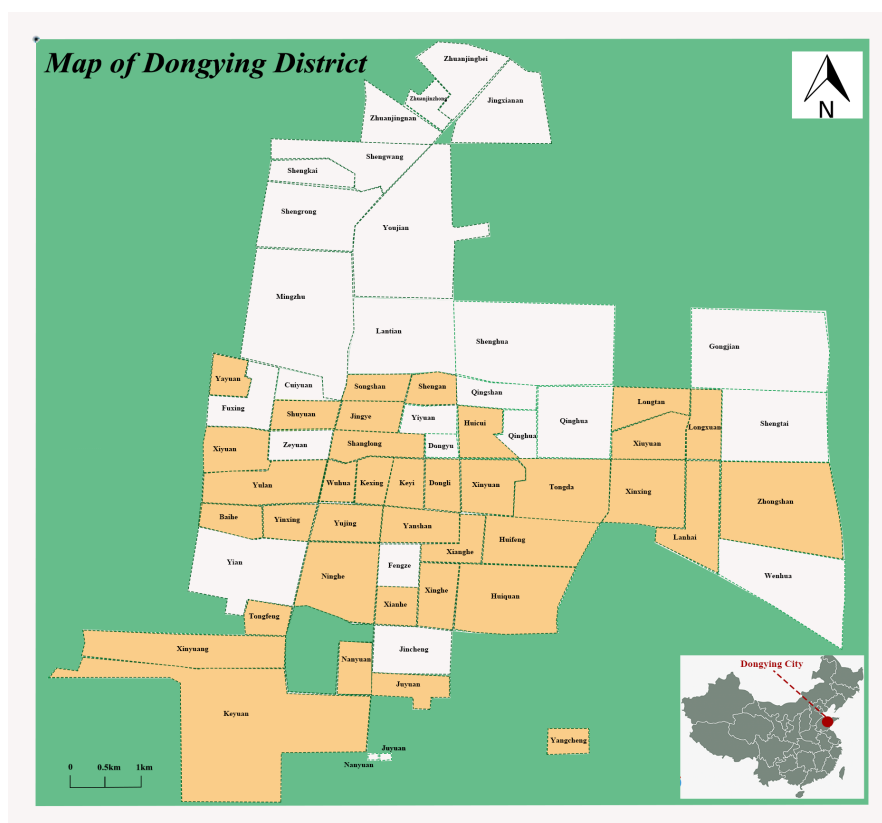 Map of Dongying District
Zhuanjingbei
Zhuanjinzhong
Jingxianan
Zhuanjingnan
N
Shengwang
Shengkai
Shengrong
Youjian
Mingzhu
Lantian
Shenghua
Gongjian
Yayuan
Cuiyuan
Songshan
Shengan
Qingshan
Longtan
Fuxing
Shuyuan
Jingye
Yiyuan
Huicui
Qinghua
Qinghua
Longxuan
Shengtai
Xiyuan
Zeyuan
Shanglong
Dongyu
Xiuyuan
Yulan
Wuhua
Kexing
Keyi
Dongli
Xinyuan
Tongda
Xinxing
Zhongshan
Baihe
Yinxing
Yujing
Yanshan
Huifeng
Lanhai
Xianghe
Yian
Ninghe
Fengze
Wenhua
Xianhe
Xinghe
Huiquan
Tongfeng
Xinyuang
Jincheng
Nanyuan
Dongying City
Juyuan
Keyuan
Yangcheng
Juyuan
Nanyuan
0 0.5km 1km